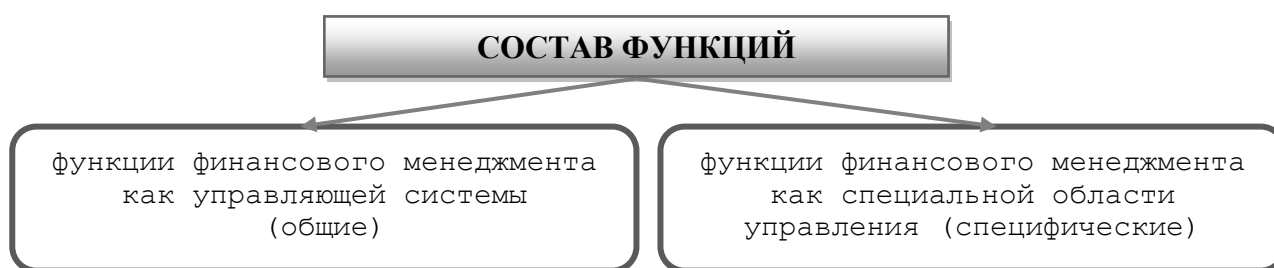 СОСТАВ ФУНКЦИЙ
функции финансового менеджмента
как управляющей системы
(общие)
функции финансового менеджмента
как специальной области
управления (специфические)